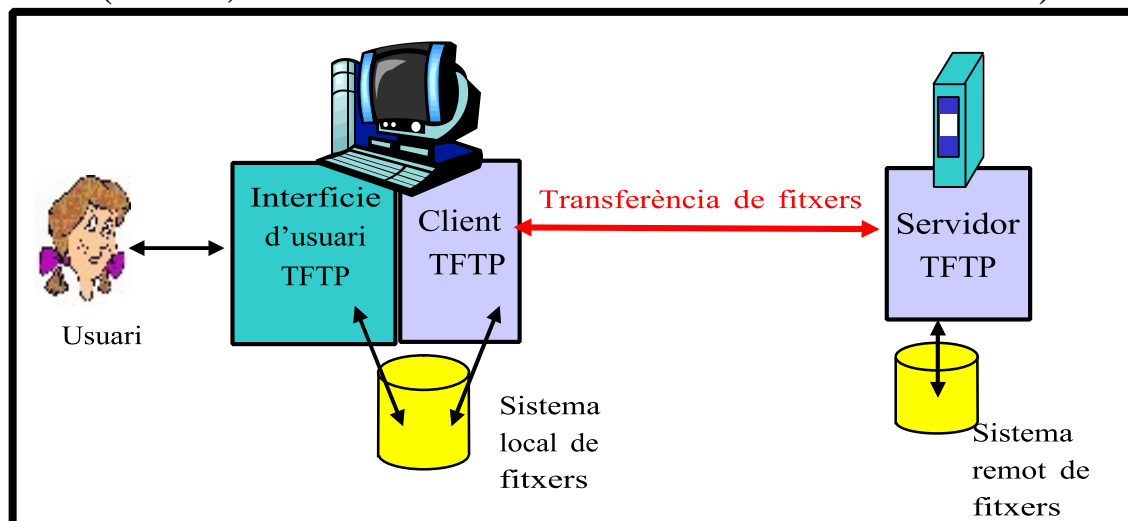 Interficie
d'usuari
TFTP
Client
TFTP
Transferència de fitxers
Servidor
TFTP
Usuari
Sistema
local de
fitxers
Sistema
remot de
fitxers